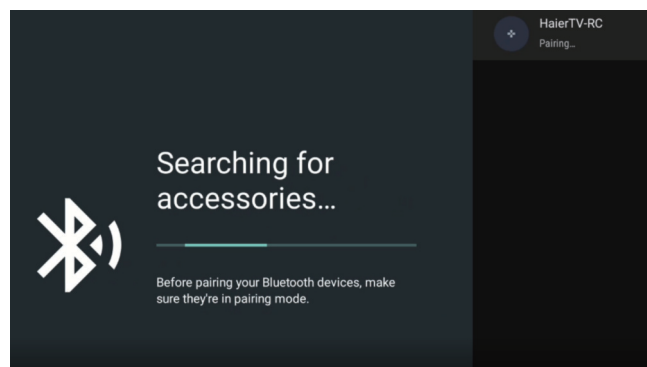 Searching for
accessories…
Before pairing your Bluetooth devices, make
sure they're in pairing mode.
HaierTV-RC
Pairing…